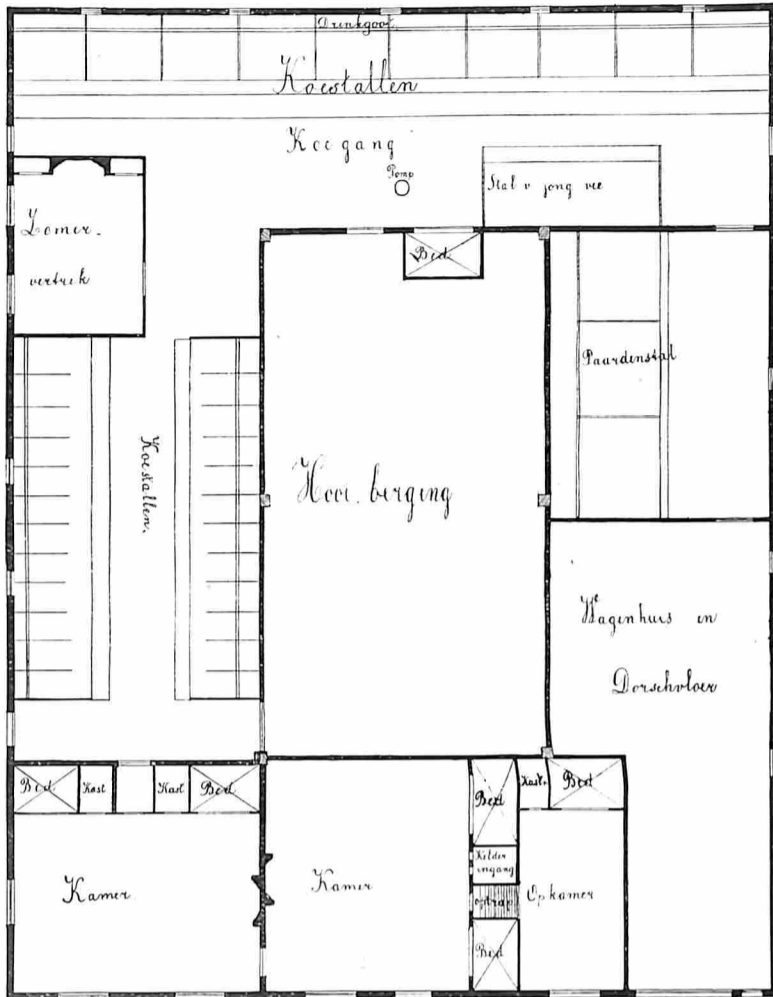 Drinkgoot
Koestallen
Koegang
Pomp
Stal v jong vee
Zomer-
vertrek
Bed
Paardenstal
Koestallen.
Hooi. berging
Wagenhuis en
Dorschvloer
Bed
Kast
Kast
Bed
Bed
Kast.
Bed
Kelder
ingang
Kamer
Kamer
optrap
Opkamer
Bed